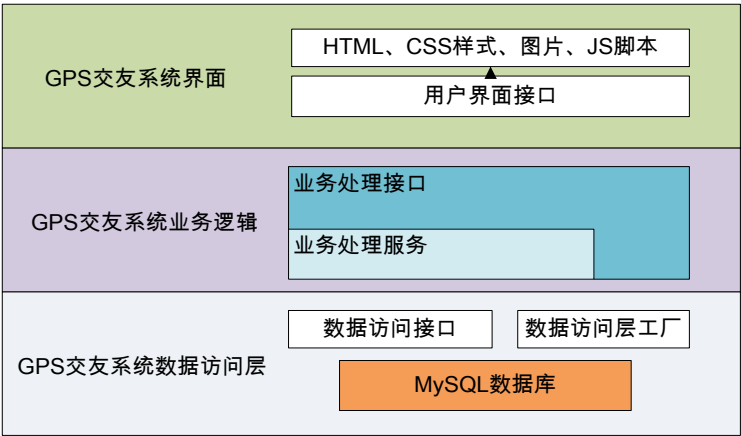 HTML、CSS样式、图片、JS脚本
GPS交友系统界面
用户界面接口
业务处理接口
GPS交友系统业务逻辑
业务处理服务
数据访问接口
数据访问层工厂
GPS交友系统数据访问层
MySQL数据库